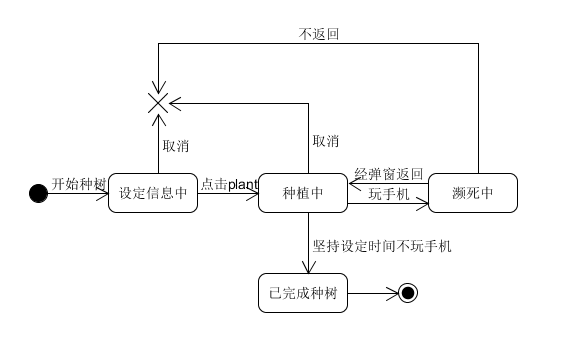 不返回
取消
取消
开始种树
设定信息中
点击plant
种植中
经弹窗返回
玩手机
濒死中
坚持设定时间不玩手机
已完成种树